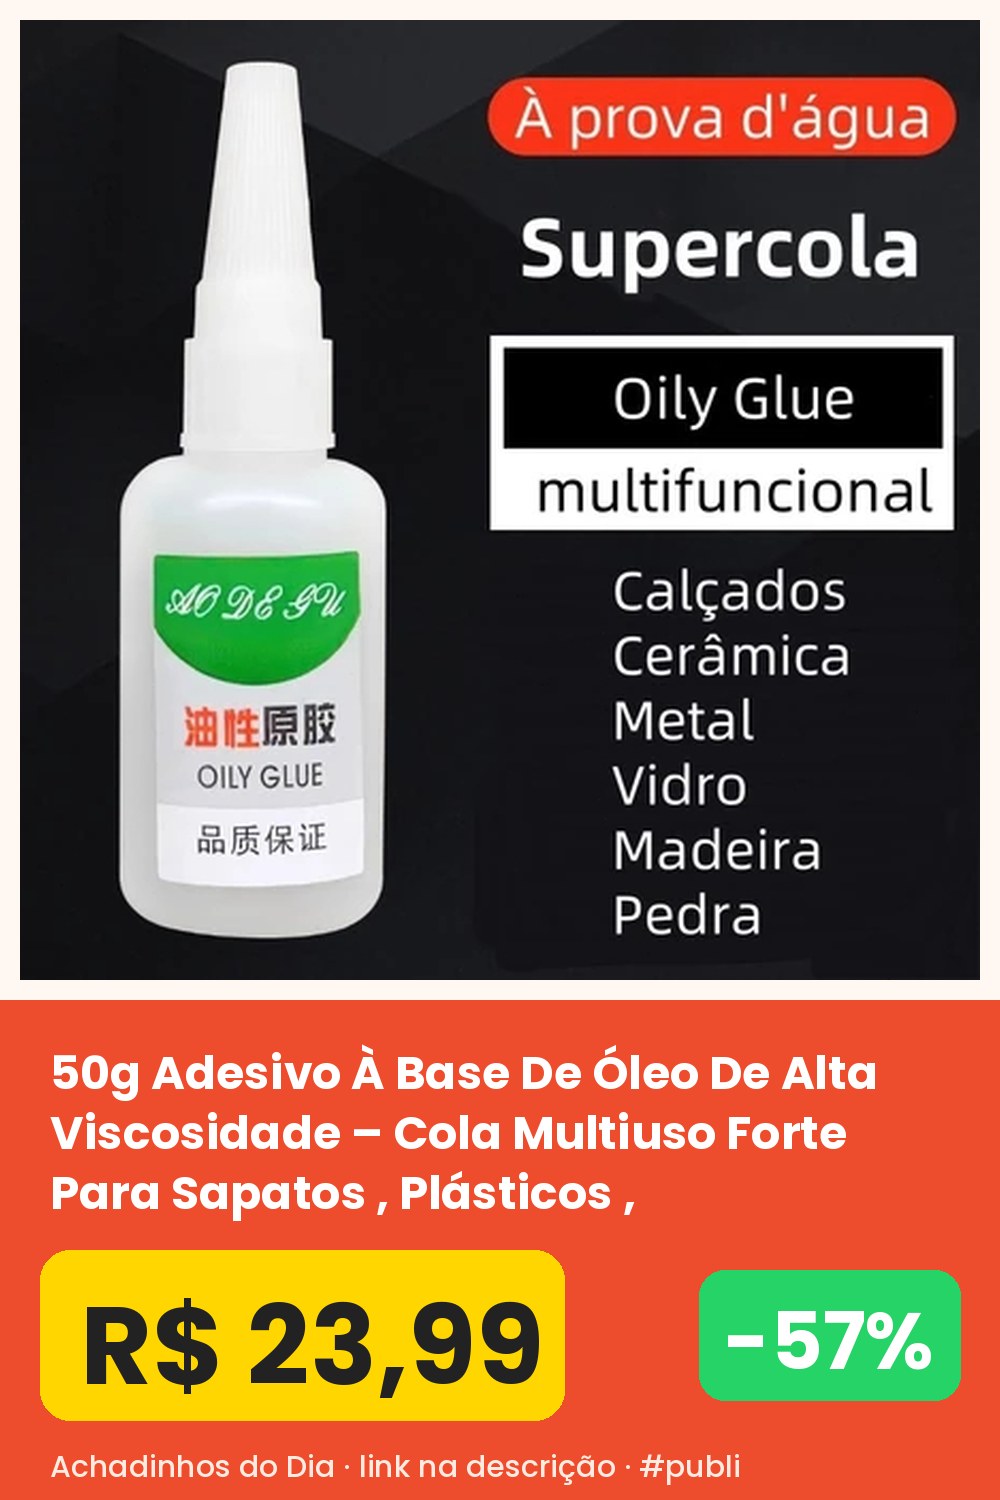 À prova d'água
Supercola
Oily Glue
multifuncional
Calçados
Cerâmica
Metal
Vidro
Madeira
Pedra
AO DE GU
油性原胶
OILY GLUE
品质保证
50g Adesivo À Base De Óleo De Alta
Viscosidade – Cola Multiuso Forte
Para Sapatos , Plásticos ,
R$ 23,99
-57%
Achadinhos do Dia · link na descrição · #publi